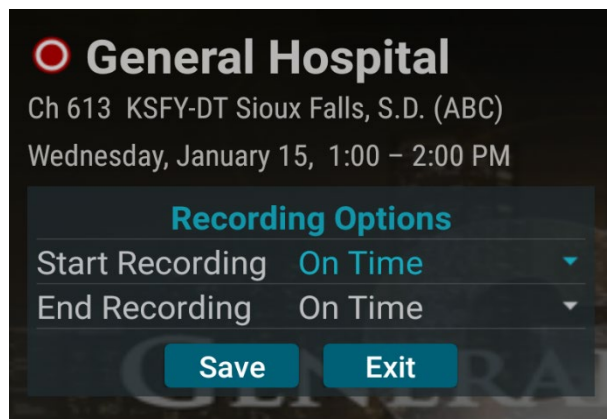 General Hospital
Ch 613 KSFY-DT Sioux Falls, S.D. (ABC)
Wednesday, January 15, 1:00 – 2:00 PM
Recording Options
Start Recording On Time
End Recording On Time
Save Exit
GENERA